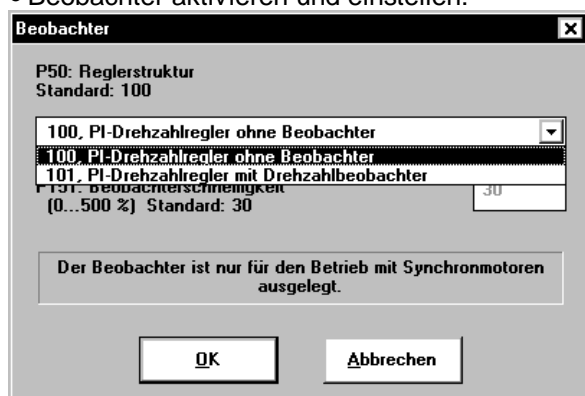 • Beobachter aktivieren und einstellen:
Beobachter
P50: Reglerstruktur
Standard: 100
100, PI-Drehzahlregler ohne Beobachter
100, PI-Drehzahlregler ohne Beobachter
101, PI-Drehzahlregler mit Drehzahlbeobachter
P151: Beobachterschnelligkeit
30
(0...500 %) Standard: 30
Der Beobachter ist nur für den Betrieb mit Synchronmotoren
ausgelegt.
OK
Abbrechen